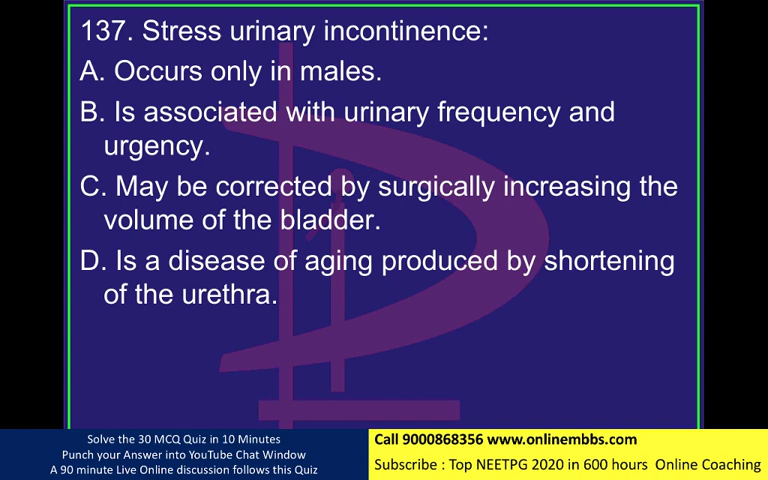 137. Stress urinary incontinence:
A. Occurs only in males.
B. Is associated with urinary frequency and
urgency.
C. May be corrected by surgically increasing the
volume of the bladder.
D. Is a disease of aging produced by shortening
of the urethra.
Solve the 30 MCQ Quiz in 10 Minutes
Punch your Answer into YouTube Chat Window
A 90 minute Live Online discussion follows this Quiz
Call 9000868356 www.onlinembbs.com
Subscribe : Top NEETPG 2020 in 600 hours Online Coaching